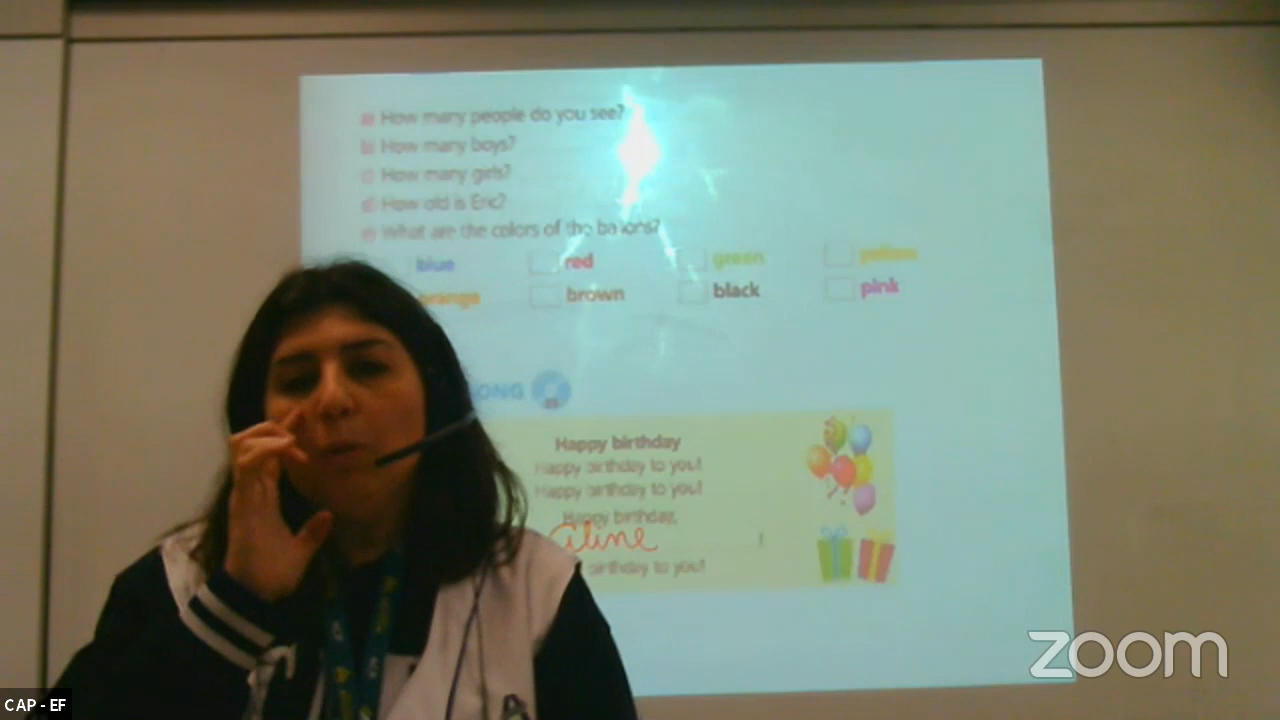 a) How many people do you see?
b) How many boys?
c) How many girls?
d) How old is Eric?
e) What are the colors of the balons?
blue red green yellow
orange brown black pink
ONG
Happy birthday
Happy birthday to you!
Happy birthday to you!
Happy birthday,
Aline !
birthday to you!
zoom
CAP - EF